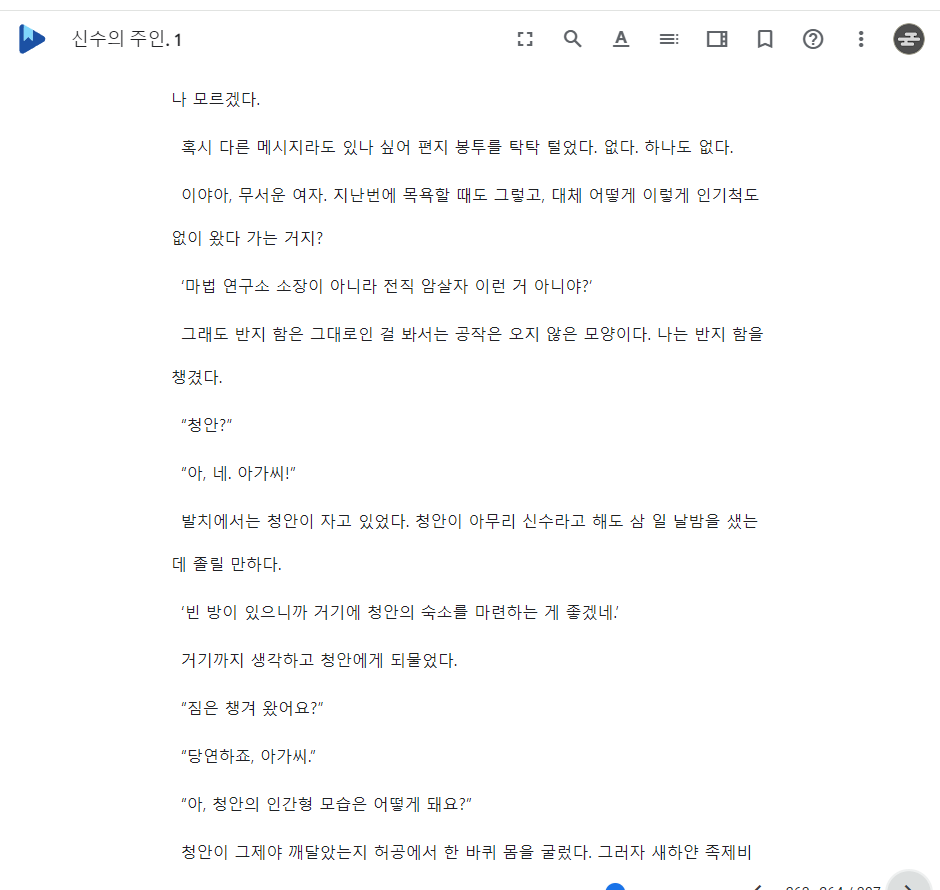 신수의 주인. 1
나 모르겠다.
혹시 다른 메시지라도 있나 싶어 편지 봉투를 탁탁 털었다. 없다. 하나도 없다.
이야아, 무서운 여자. 지난번에 목욕할 때도 그렇고, 대체 어떻게 이렇게 인기척도
없이 왔다 가는 거지?
‘마법 연구소 소장이 아니라 전직 암살자 이런 거 아니야?’
그래도 반지 함은 그대로인 걸 봐서는 공작은 오지 않은 모양이다. 나는 반지 함을
챙겼다.
“청안?”
“아, 네. 아가씨!”
발치에서는 청안이 자고 있었다. 청안이 아무리 신수라고 해도 삼 일 날밤을 샜는
데 졸릴 만하다.
‘빈 방이 있으니까 거기에 청안의 숙소를 마련하는 게 좋겠네.’
거기까지 생각하고 청안에게 되물었다.
“짐은 챙겨 왔어요?”
“당연하죠, 아가씨.”
“아, 청안의 인간형 모습은 어떻게 돼요?”
청안이 그제야 깨달았는지 허공에서 한 바퀴 몸을 굴렀다. 그러자 새하얀 족제비